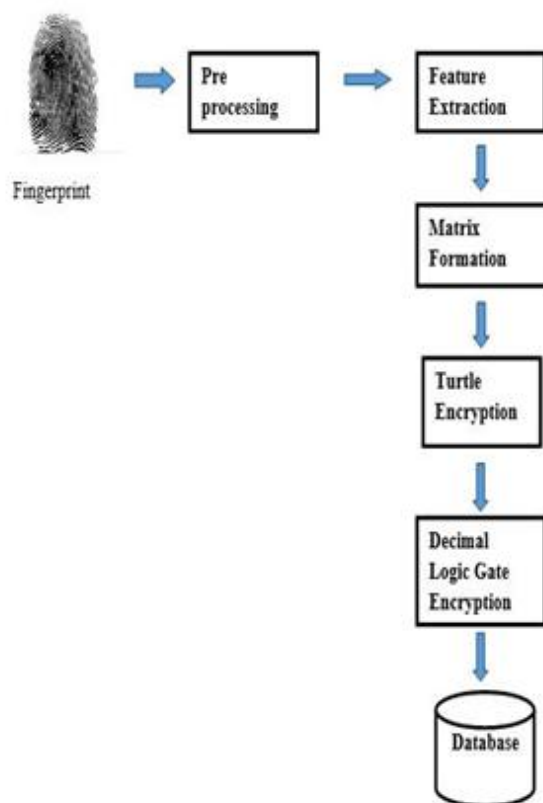 Fingerprint
Pre
processing
Feature
Extraction
Matrix
Formation
Turtle
Encryption
Decimal
Logic Gate
Encryption
Database